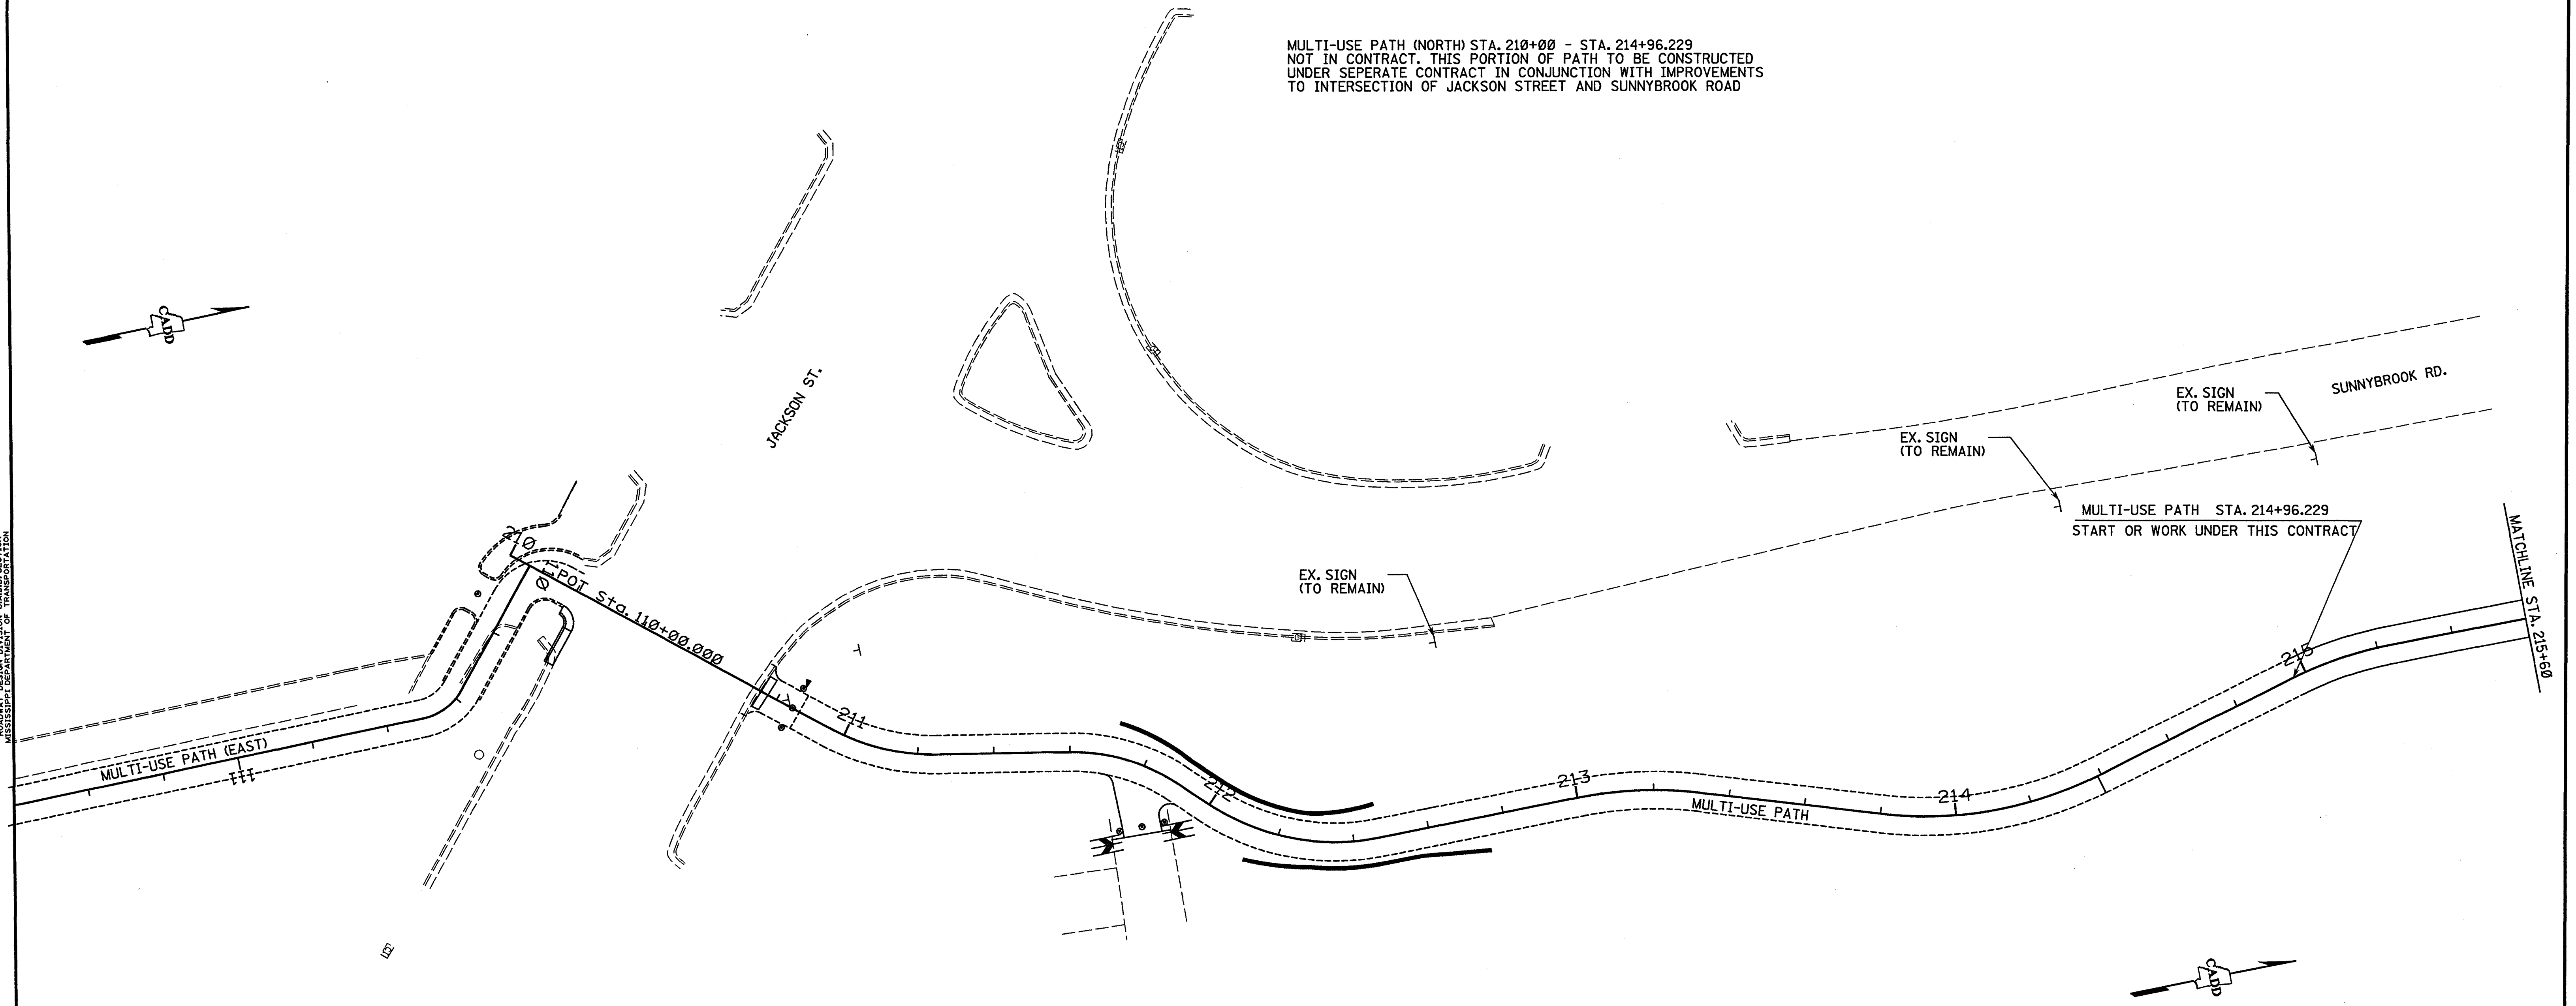 MULTI-USE PATH (NORTH) STA. 210+00 - STA. 214+96.229
NOT IN CONTRACT. THIS PORTION OF PATH TO BE CONSTRUCTED
UNDER SEPERATE CONTRACT IN CONJUNCTION WITH IMPROVEMENTS
TO INTERSECTION OF JACKSON STREET AND SUNNYBROOK ROAD
CADD
JACKSON ST.
SUNNYBROOK RD.
EX. SIGN
(TO REMAIN)
EX. SIGN
(TO REMAIN)
MULTI-USE PATH STA. 214+96.229
START OR WORK UNDER THIS CONTRACT
MATCHLINE STA. 215+60
EX. SIGN
(TO REMAIN)
POT Sta. 110+00.000
MISSISSIPPI DEPARTMENT OF TRANSPORTATION
MULTI-USE PATH (EAST)
111
211
212
213
MULTI-USE PATH
214
215
CADD